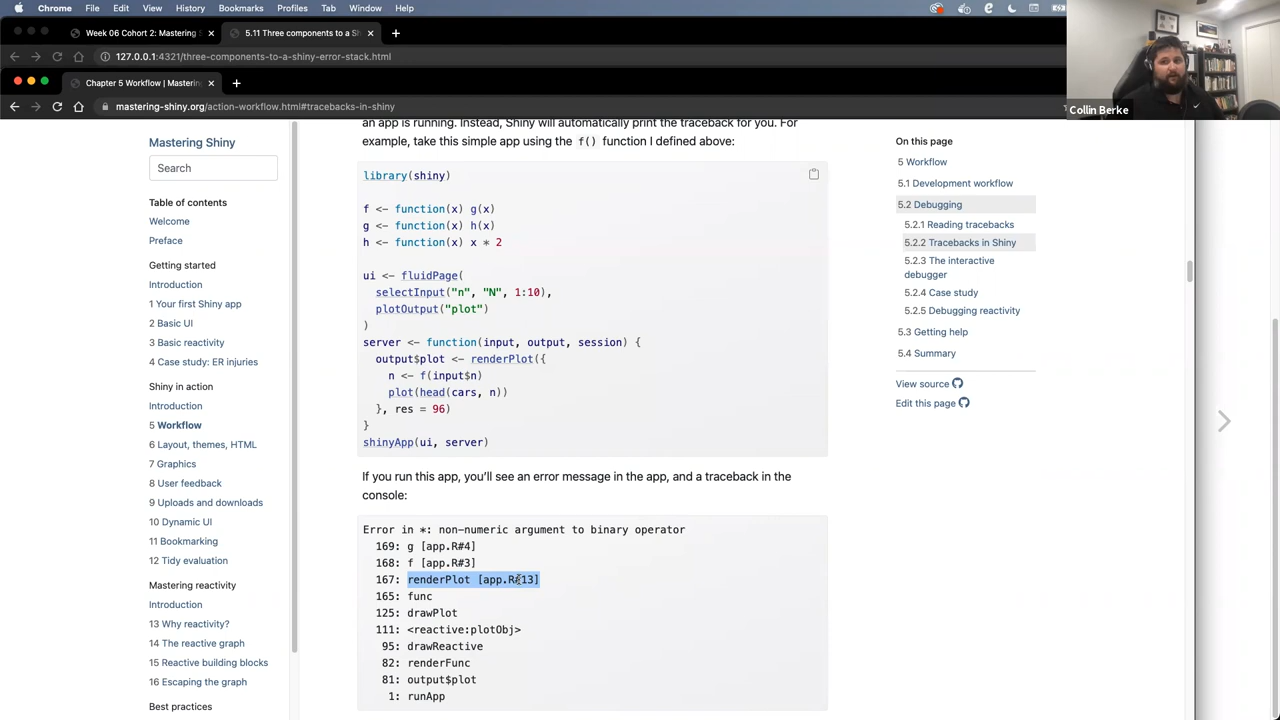 Chrome File Edit View History Bookmarks Profiles Tab Window Help
Week 06 Cohort 2: Mastering S
5.11 Three components to a Sh
127.0.0.1:4321/three-components-to-a-shiny-error-stack.html
Chapter 5 Workflow | Mastering
mastering-shiny.org/action-workflow.html#tracebacks-in-shiny
Collin Berke
Mastering Shiny
Search
Table of contents
Welcome
Preface
Getting started
Introduction
1 Your first Shiny app
2 Basic UI
3 Basic reactivity
4 Case study: ER injuries
Shiny in action
Introduction
5 Workflow
6 Layout, themes, HTML
7 Graphics
8 User feedback
9 Uploads and downloads
10 Dynamic UI
11 Bookmarking
12 Tidy evaluation
Mastering reactivity
Introduction
13 Why reactivity?
14 The reactive graph
15 Reactive building blocks
16 Escaping the graph
Best practices
an app is running. Instead, Shiny will automatically print the traceback for you. For
example, take this simple app using the f() function I defined above:
library(shiny)
f <- function(x) g(x)
g <- function(x) h(x)
h <- function(x) x * 2
ui <- fluidPage(
selectInput("n", "N", 1:10),
plotOutput("plot")
)
server <- function(input, output, session) {
output$plot <- renderPlot({
n <- f(input$n)
plot(head(cars, n))
}, res = 96)
}
shinyApp(ui, server)
If you run this app, you'll see an error message in the app, and a traceback in the
console:
Error in *: non-numeric argument to binary operator
169: g [app.R#4]
168: f [app.R#3]
167: renderPlot [app.R#13]
165: func
125: drawPlot
111: <reactive:plotObj>
95: drawReactive
82: renderFunc
81: output$plot
1: runApp
On this page
5 Workflow
5.1 Development workflow
5.2 Debugging
5.2.1 Reading tracebacks
5.2.2 Tracebacks in Shiny
5.2.3 The interactive
debugger
5.2.4 Case study
5.2.5 Debugging reactivity
5.3 Getting help
5.4 Summary
View source
Edit this page